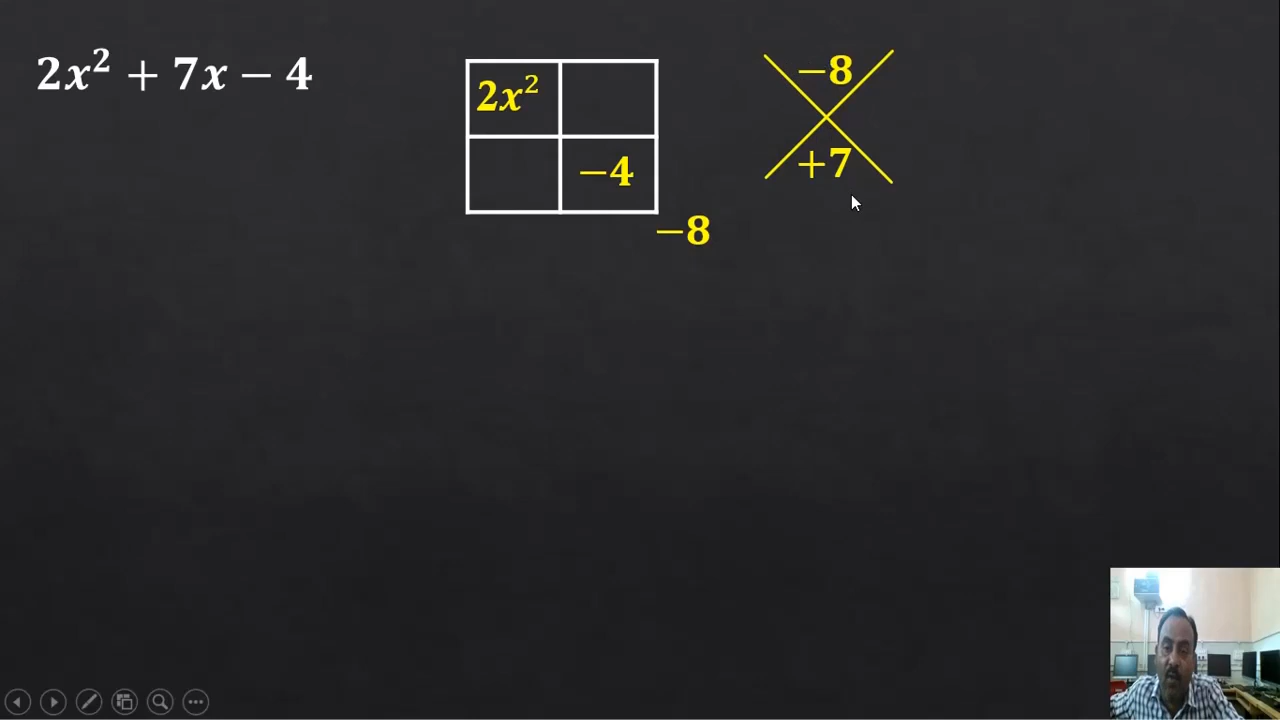 2x² + 7x − 4
2x²
−4
−8
−8
+7